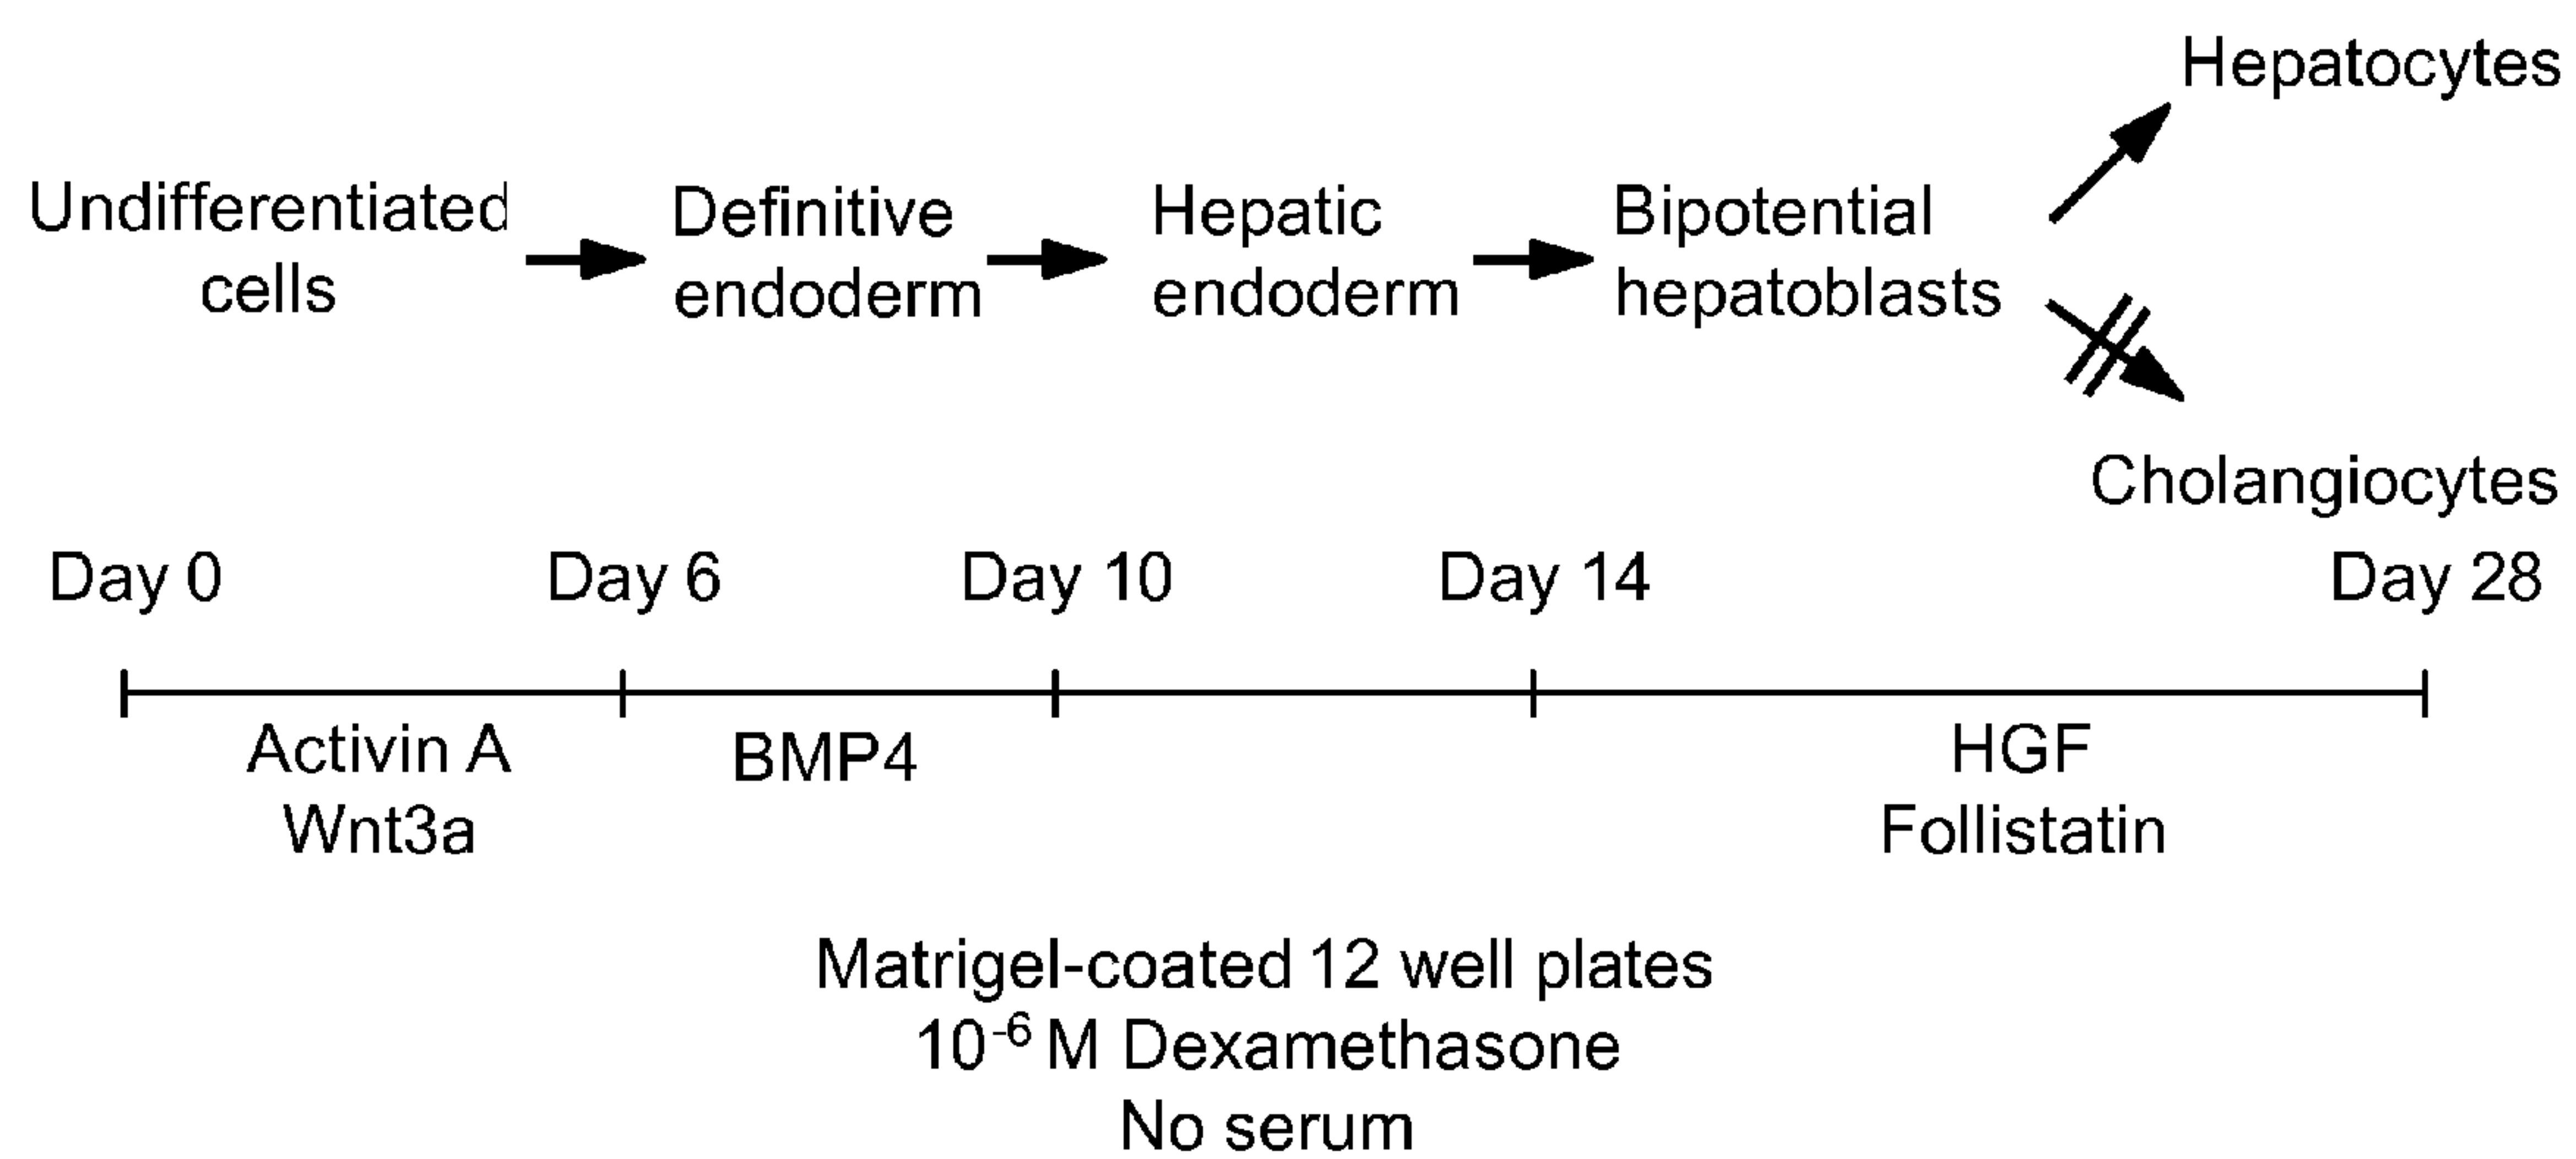 Hepatocytes
Undifferentiated
cells
Definitive
endoderm
Hepatic
endoderm
Bipotential
hepatoblasts
Cholangiocytes
Day 0
Day 6
Day 10
Day 14
Day 28
Activin A
Wnt3a
BMP4
HGF
Follistatin
Matrigel-coated 12 well plates
10⁻⁶ M Dexamethasone
No serum